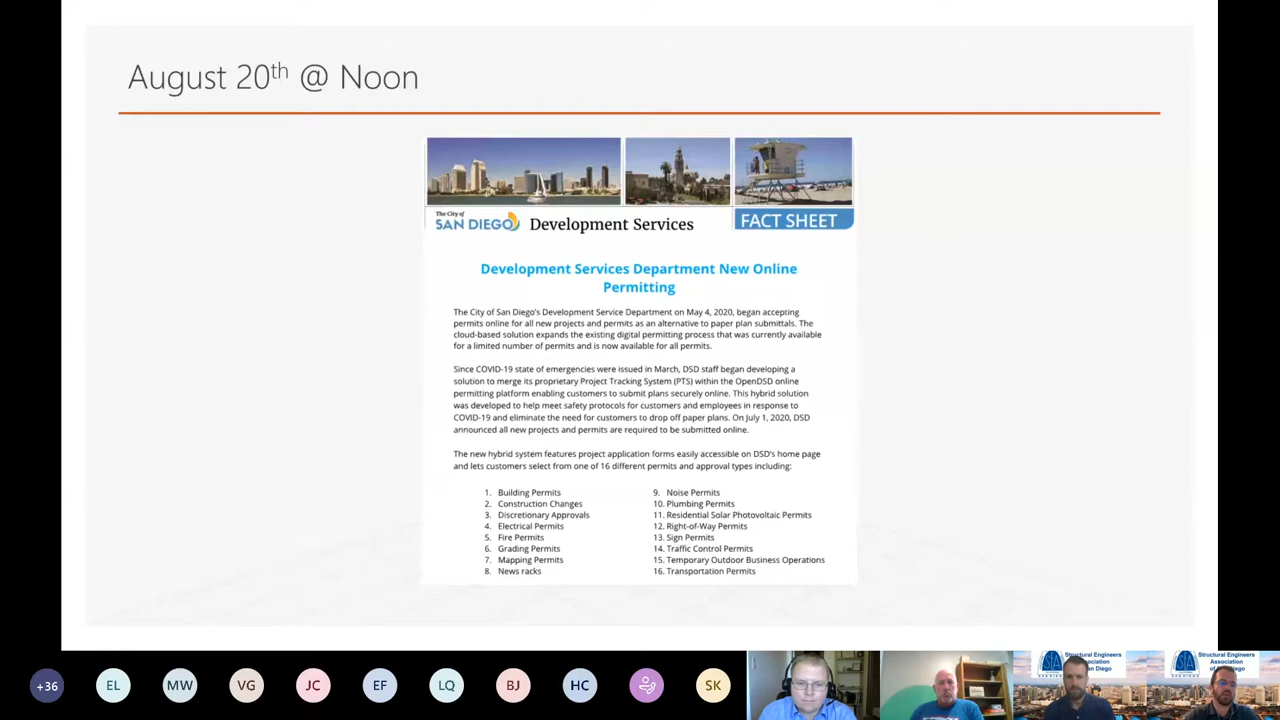 August 20th @ Noon
The City of
SAN DIEGO
Development Services
FACT SHEET
Development Services Department New Online
Permitting
The City of San Diego's Development Service Department on May 4, 2020, began accepting
permits online for all new projects and permits as an alternative to paper plan submittals. The
cloud-based solution expands the existing digital permitting process that was currently available
for a limited number of permits and is now available for all permits.
Since COVID-19 state of emergencies were issued in March, DSD staff began developing a
solution to merge its proprietary Project Tracking System (PTS) within the OpenDSD online
permitting platform enabling customers to submit plans securely online. This hybrid solution
was developed to help meet safety protocols for customers and employees in response to
COVID-19 and eliminate the need for customers to drop off paper plans. On July 1, 2020, DSD
announced all new projects and permits are required to be submitted online.
The new hybrid system features project application forms easily accessible on DSD's home page
and lets customers select from one of 16 different permits and approval types including:
1. Building Permits
2. Construction Changes
3. Discretionary Approvals
4. Electrical Permits
5. Fire Permits
6. Grading Permits
7. Mapping Permits
8. News racks
9. Noise Permits
10. Plumbing Permits
11. Residential Solar Photovoltaic Permits
12. Right-of-Way Permits
13. Sign Permits
14. Traffic Control Permits
15. Temporary Outdoor Business Operations
16. Transportation Permits
+36 EL MW VG JC EF LQ BJ HC SK
Structural Engineers
Association
Diego
Structural Engineers
Association